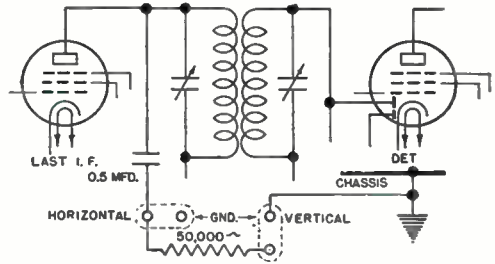 LAST I. F.
0.5 MFD.
DET
CHASSIS
HORIZONTAL
GND.
VERTICAL
50,000 ~